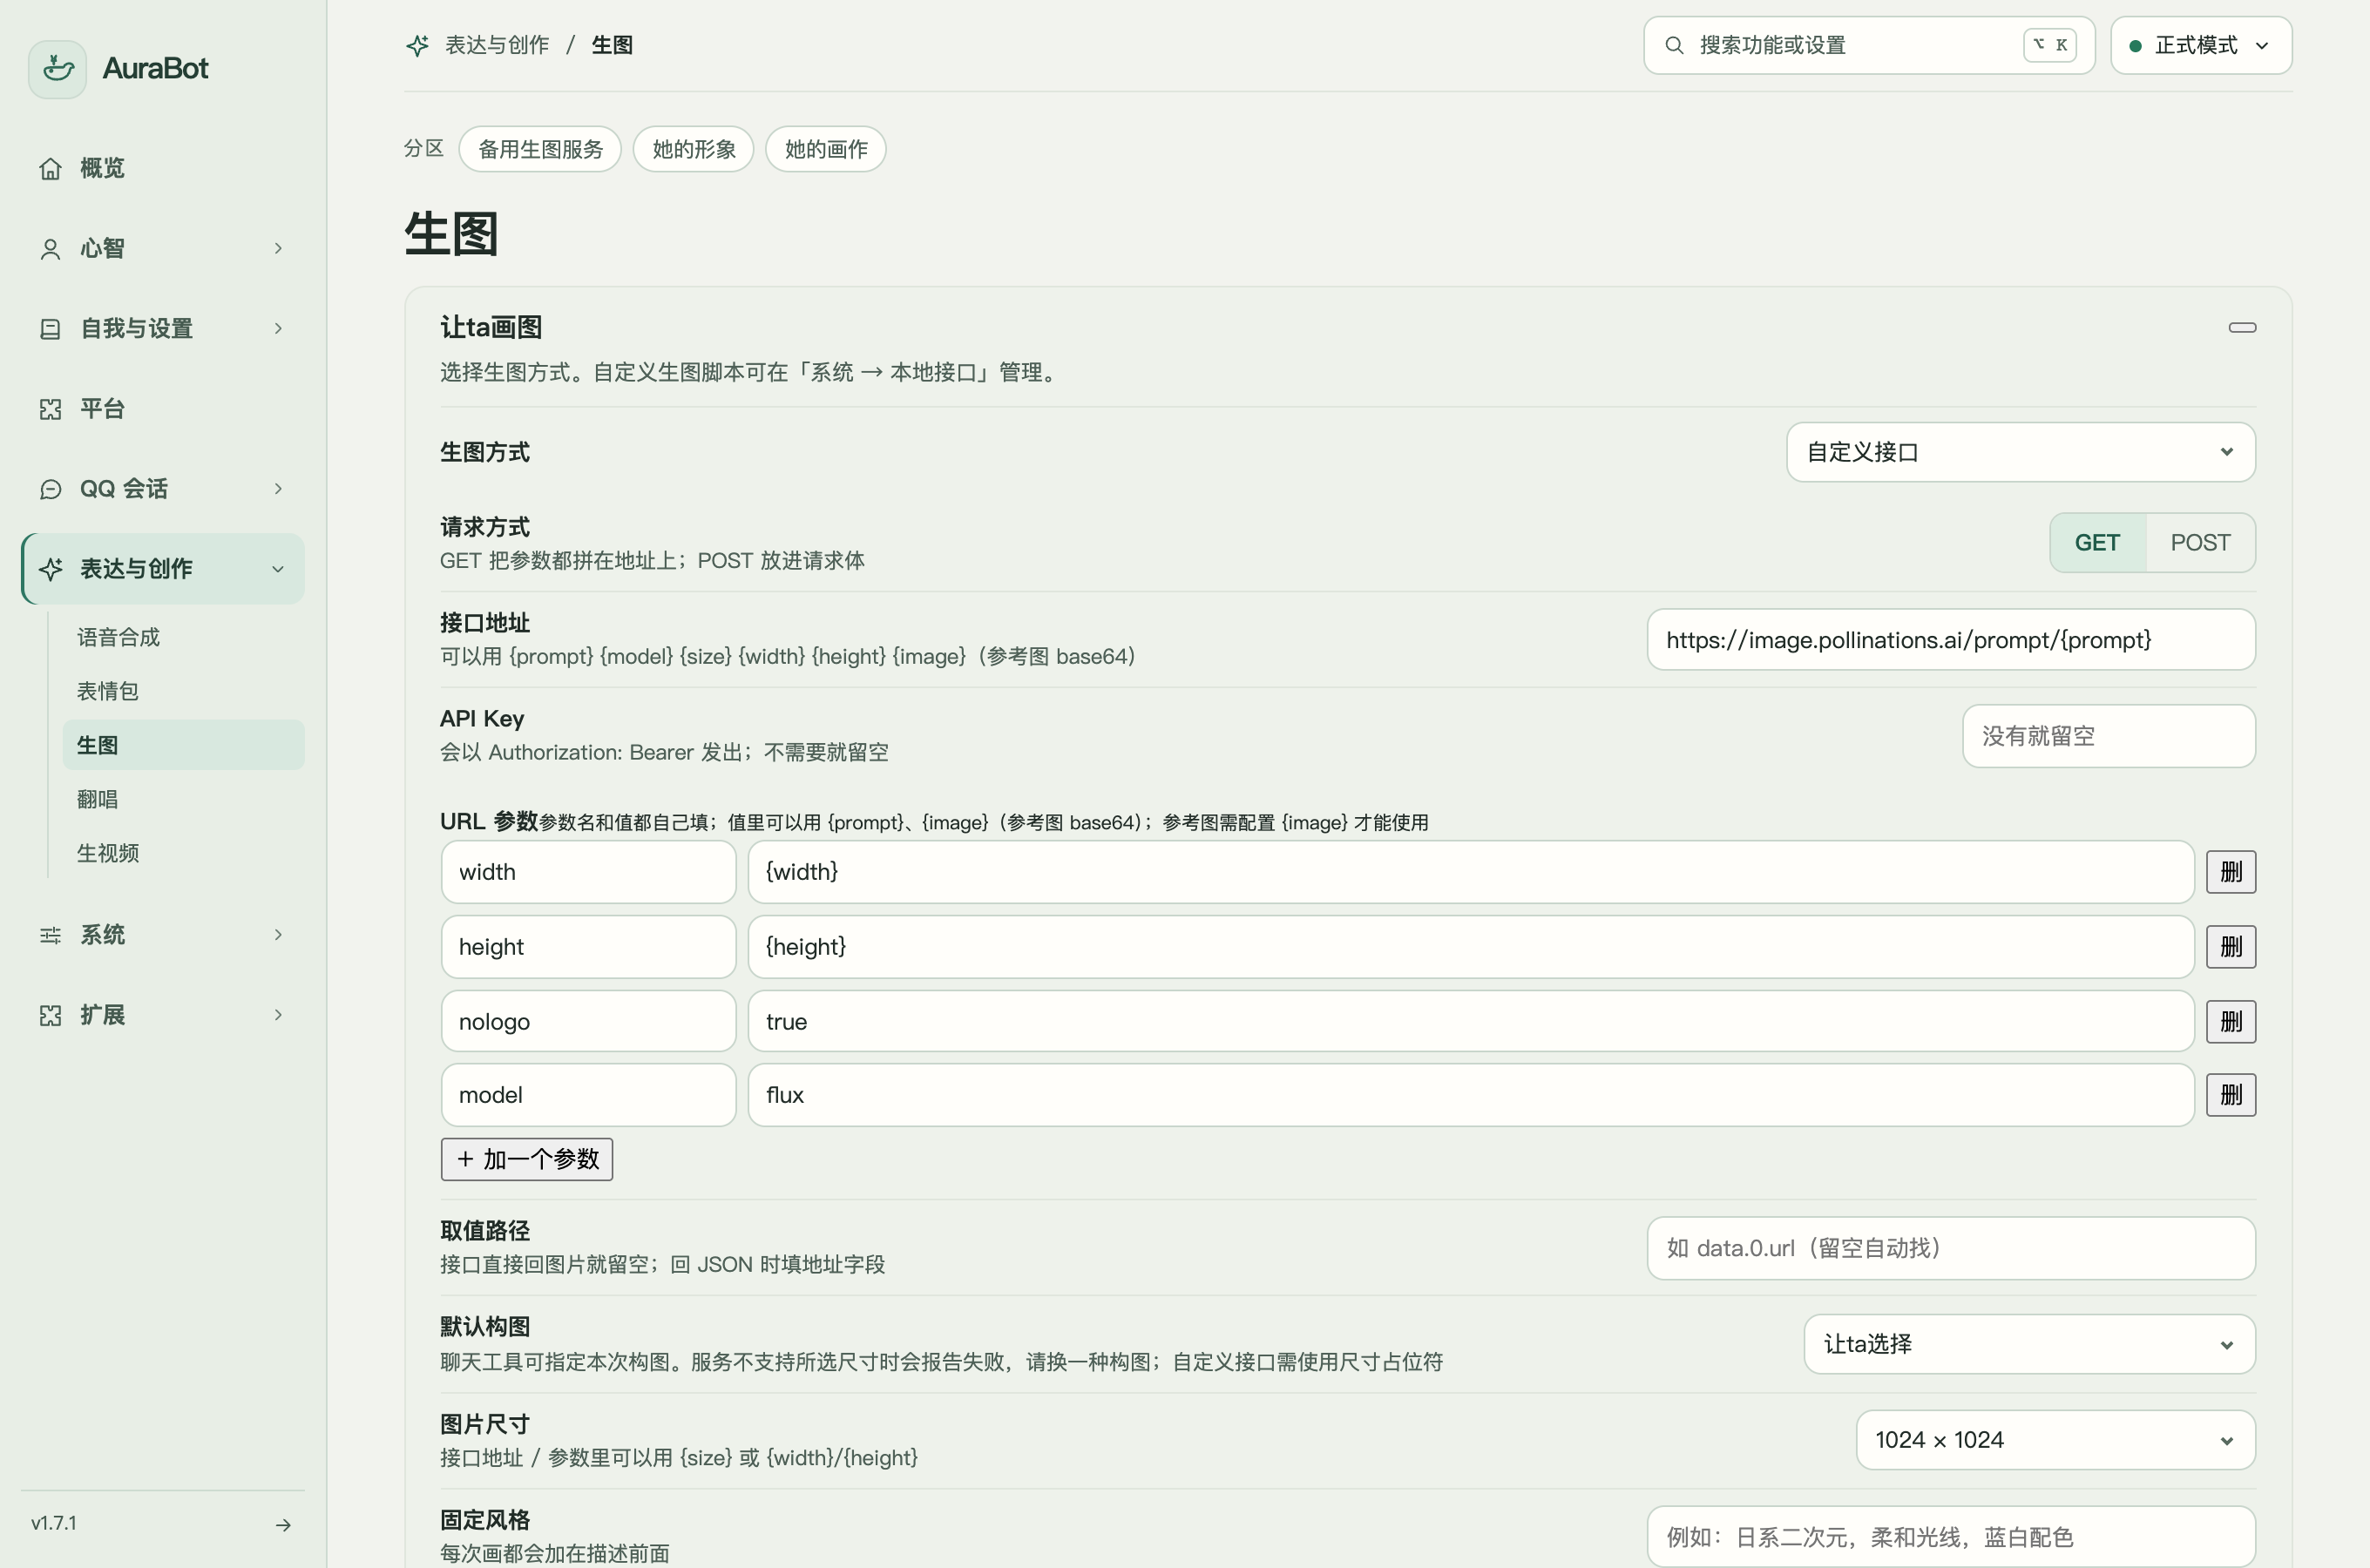 AuraBot
概览
心智
自我与设置
平台
QQ 会话
表达与创作
语音合成
表情包
生图
翻唱
生视频
系统
扩展
v1.7.1
表达与创作 / 生图
搜索功能或设置
⌥ K
正式模式
分区
备用生图服务
她的形象
她的画作
生图
让ta画图
选择生图方式。自定义生图脚本可在「系统 → 本地接口」管理。
生图方式
自定义接口
请求方式
GET 把参数都拼在地址上；POST 放进请求体
GET
POST
接口地址
可以用 {prompt} {model} {size} {width} {height} {image}（参考图 base64）
https://image.pollinations.ai/prompt/{prompt}
API Key
会以 Authorization: Bearer 发出；不需要就留空
没有就留空
URL 参数参数名和值都自己填；值里可以用 {prompt}、{image}（参考图 base64）；参考图需配置 {image} 才能使用
width
{width}
删
height
{height}
删
nologo
true
删
model
flux
删
＋ 加一个参数
取值路径
接口直接回图片就留空；回 JSON 时填地址字段
如 data.0.url（留空自动找）
默认构图
聊天工具可指定本次构图。服务不支持所选尺寸时会报告失败，请换一种构图；自定义接口需使用尺寸占位符
让ta选择
图片尺寸
接口地址 / 参数里可以用 {size} 或 {width}/{height}
1024 × 1024
固定风格
每次画都会加在描述前面
例如：日系二次元，柔和光线，蓝白配色